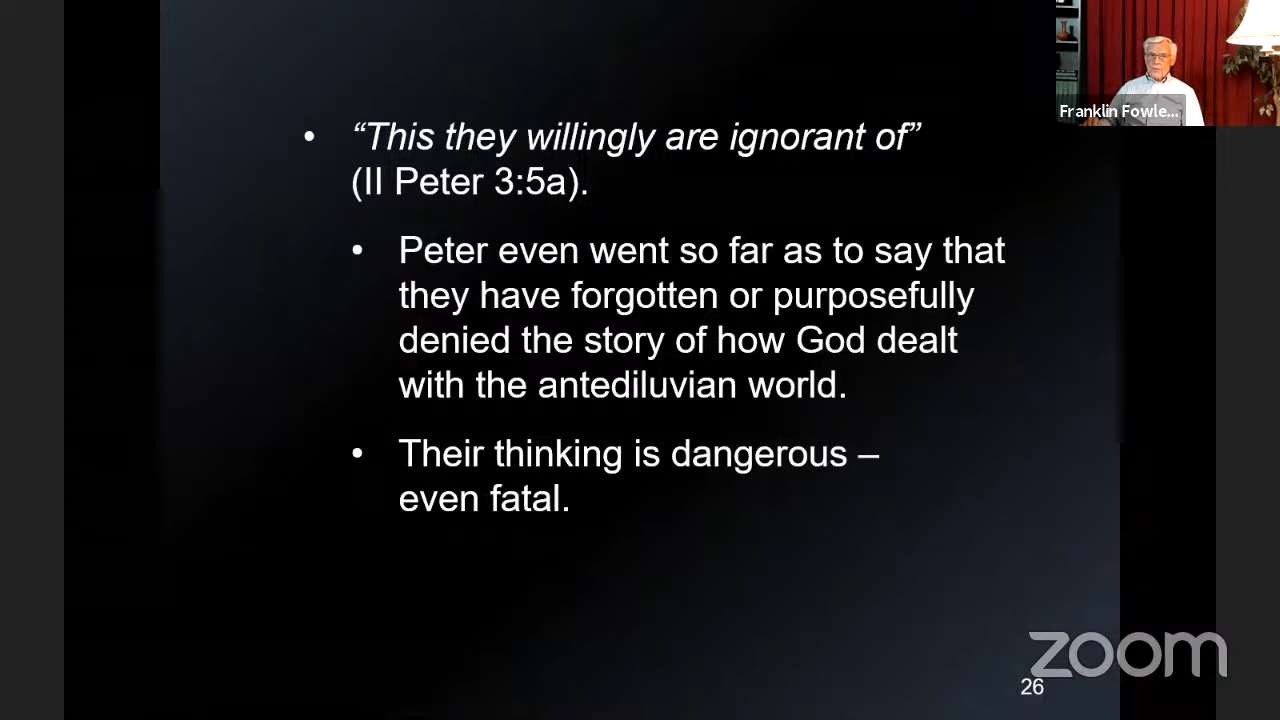 Franklin Fowle...
• “This they willingly are ignorant of”
(II Peter 3:5a).
• Peter even went so far as to say that
they have forgotten or purposefully
denied the story of how God dealt
with the antediluvian world.
• Their thinking is dangerous –
even fatal.
zoom
26